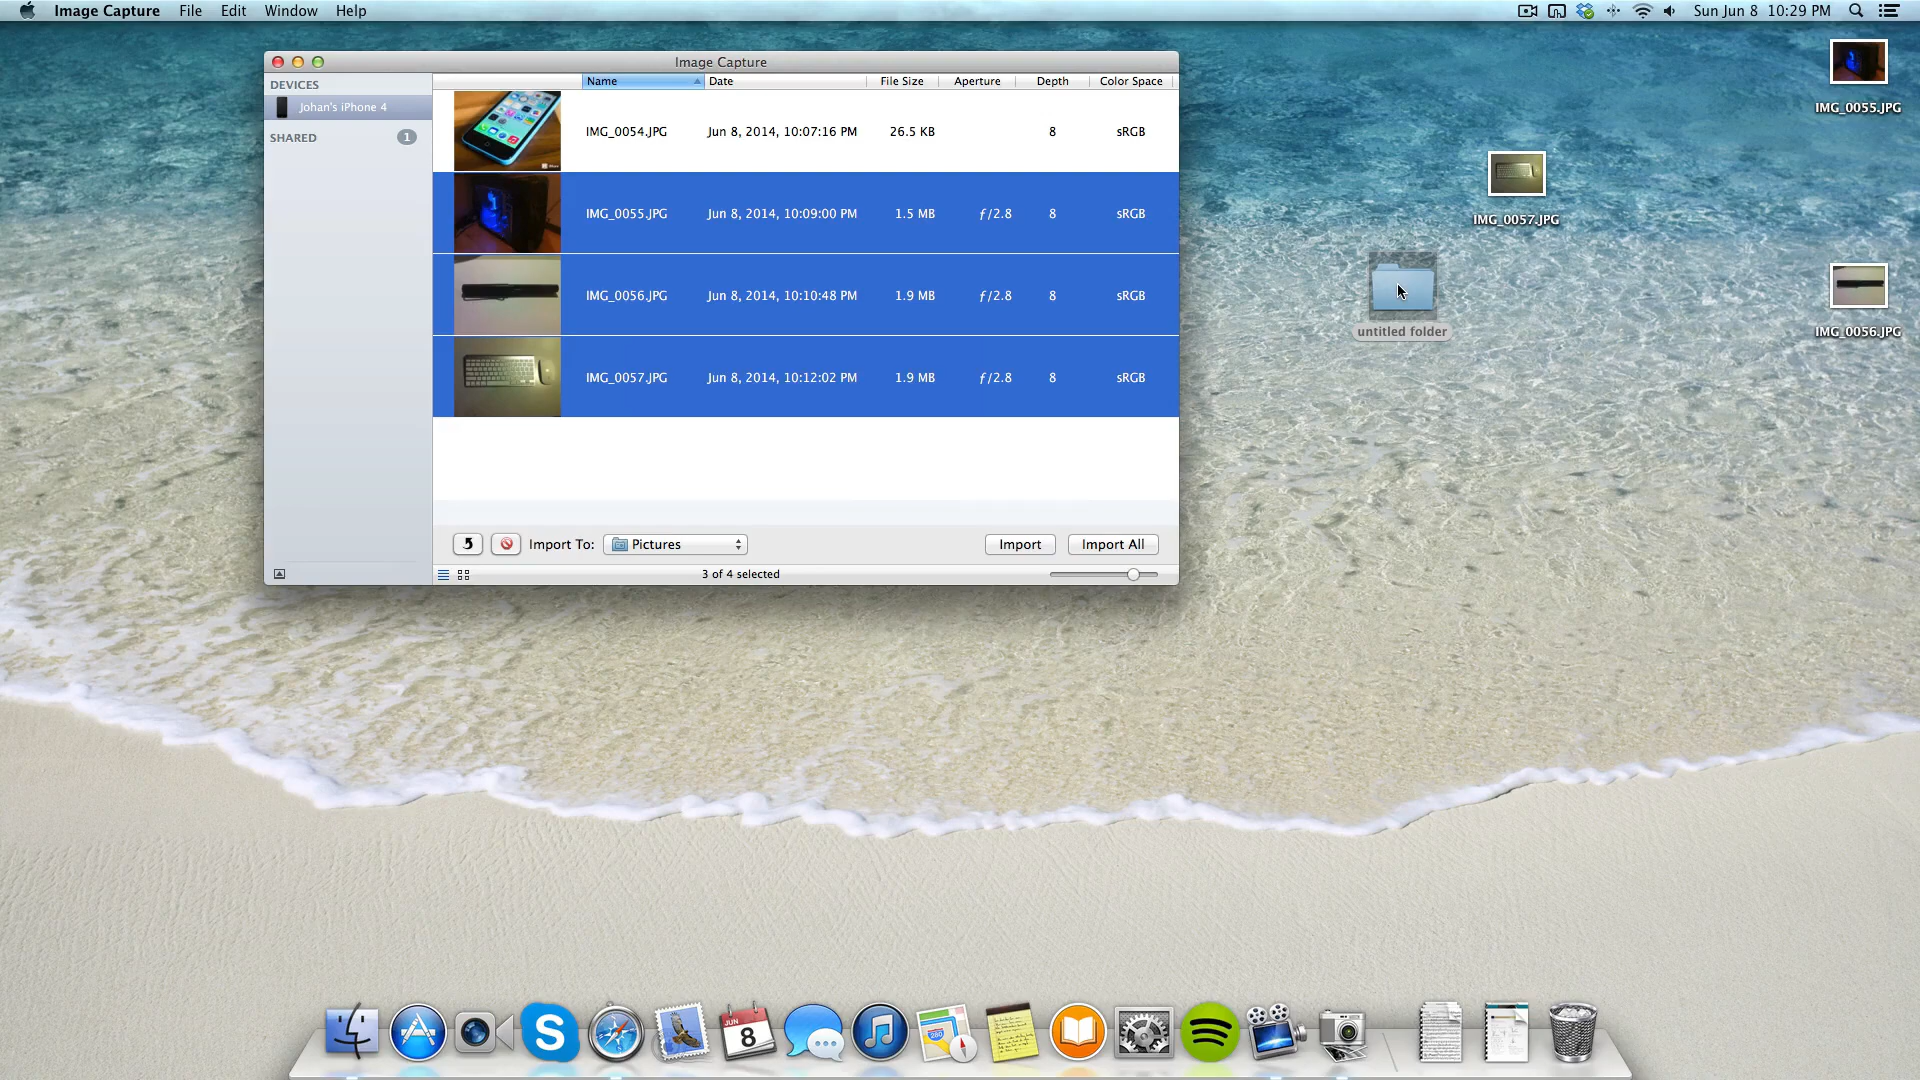 Image Capture File Edit Window Help
Sun Jun 8 10:29 PM
Image Capture
DEVICES
Johan's iPhone 4
SHARED 1
Name Date File Size Aperture Depth Color Space
IMG_0054.JPG Jun 8, 2014, 10:07:16 PM 26.5 KB 8 sRGB
IMG_0055.JPG Jun 8, 2014, 10:09:00 PM 1.5 MB ƒ/2.8 8 sRGB
IMG_0056.JPG Jun 8, 2014, 10:10:48 PM 1.9 MB ƒ/2.8 8 sRGB
IMG_0057.JPG Jun 8, 2014, 10:12:02 PM 1.9 MB ƒ/2.8 8 sRGB
Import To: Pictures Import Import All
3 of 4 selected
IMG_0055.JPG
IMG_0057.JPG
untitled folder
IMG_0056.JPG
JUN
8
280